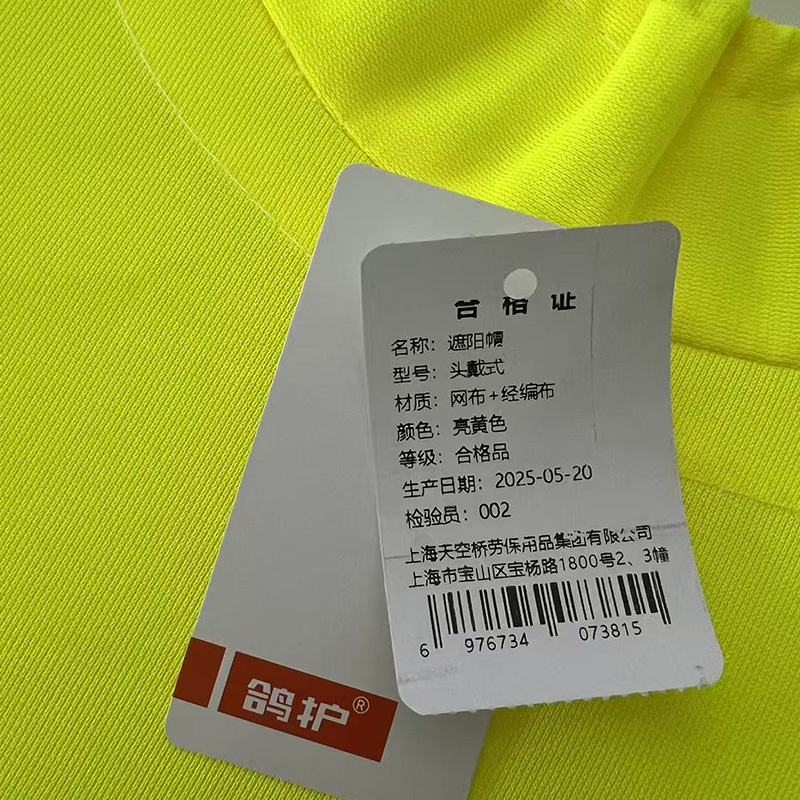 合格证
名称：遮阳帽
型号：头戴式
材质：网布+经编布
颜色：亮黄色
等级：合格品
生产日期：2025-05-20
检验员：002
上海天空桥劳保用品集团有限公司
上海市宝山区宝杨路1800号2、3幢
6 976734 073815
鸽护®